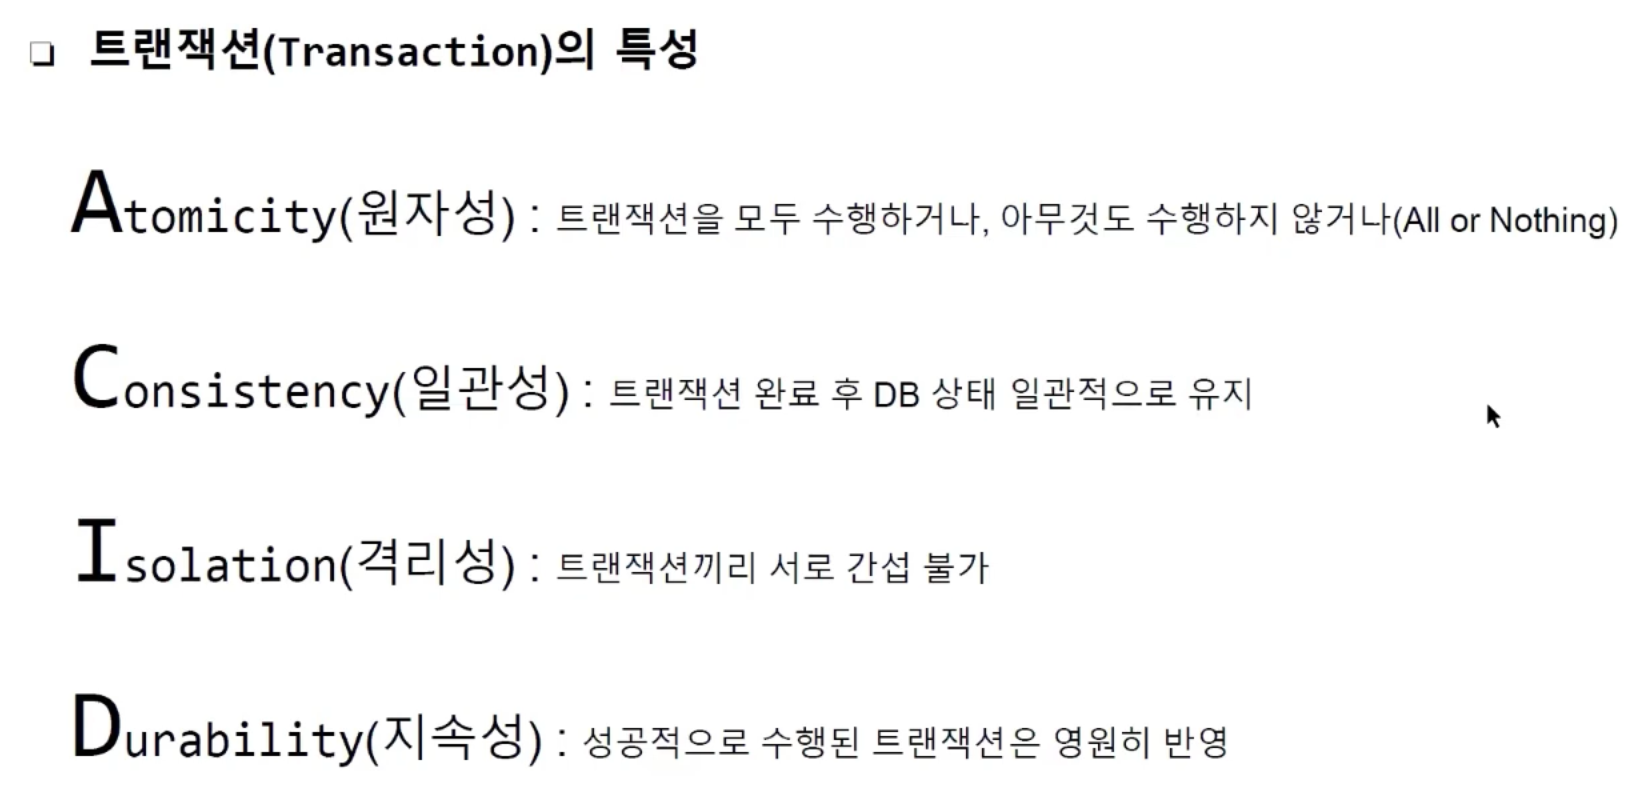 트랜잭션(Transaction)의 특성
Atomicity(원자성) : 트랜잭션을 모두 수행하거나, 아무것도 수행하지 않거나(All or Nothing)
Consistency(일관성) : 트랜잭션 완료 후 DB 상태 일관적으로 유지
Isolation(격리성) : 트랜잭션끼리 서로 간섭 불가
Durability(지속성) : 성공적으로 수행된 트랜잭션은 영원히 반영